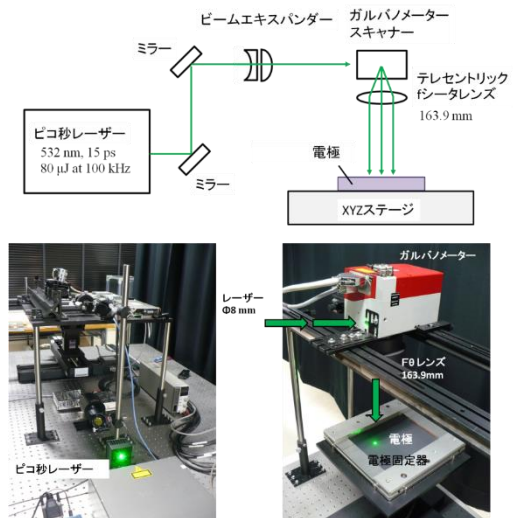 ビームエキスパンダー
ガルバノメーター
スキャナー
ミラー
テレセントリック
fシータレンズ
163.9 mm
ピコ秒レーザー
532 nm, 15 ps
80 μJ at 100 kHz
ミラー
電極
XYZステージ
ガルバノメーター
レーザー
Φ8 mm
Fθレンズ
163.9mm
電極
電極固定器
ピコ秒レーザー